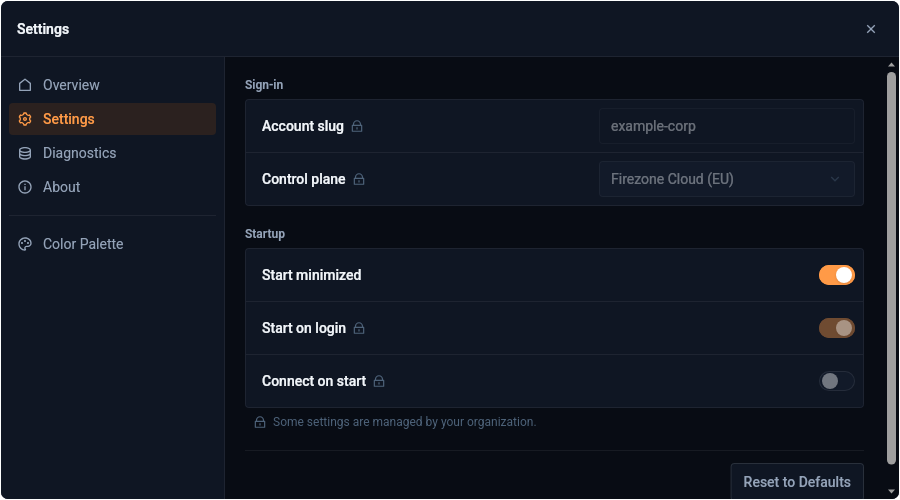 Settings
Overview
Settings
Diagnostics
About
Color Palette
Sign-in
Account slug
example-corp
Control plane
Firezone Cloud (EU)
Startup
Start minimized
Start on login
Connect on start
Some settings are managed by your organization.
Reset to Defaults